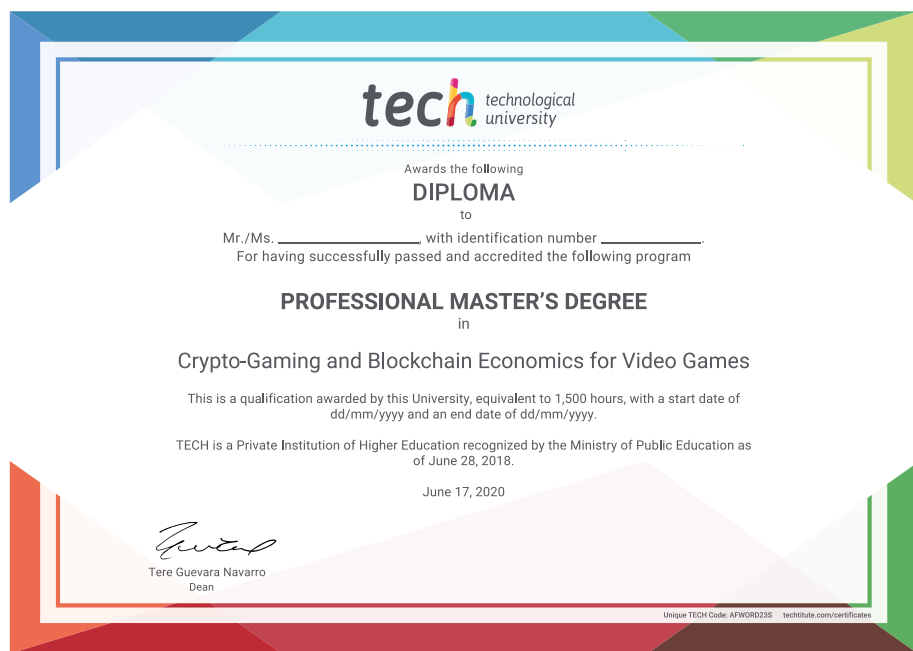 tech technological
university
Awards the following
DIPLOMA
to
Mr./Ms. ____________________, with identification number ______________.
For having successfully passed and accredited the following program
PROFESSIONAL MASTER'S DEGREE
in
Crypto-Gaming and Blockchain Economics for Video Games
This is a qualification awarded by this University, equivalent to 1,500 hours, with a start date of
dd/mm/yyyy and an end date of dd/mm/yyyy.
TECH is a Private Institution of Higher Education recognized by the Ministry of Public Education as
of June 28, 2018.
June 17, 2020
Tere Guevara Navarro
Dean
Unique TECH Code: AFWORD23S techtitute.com/certificates